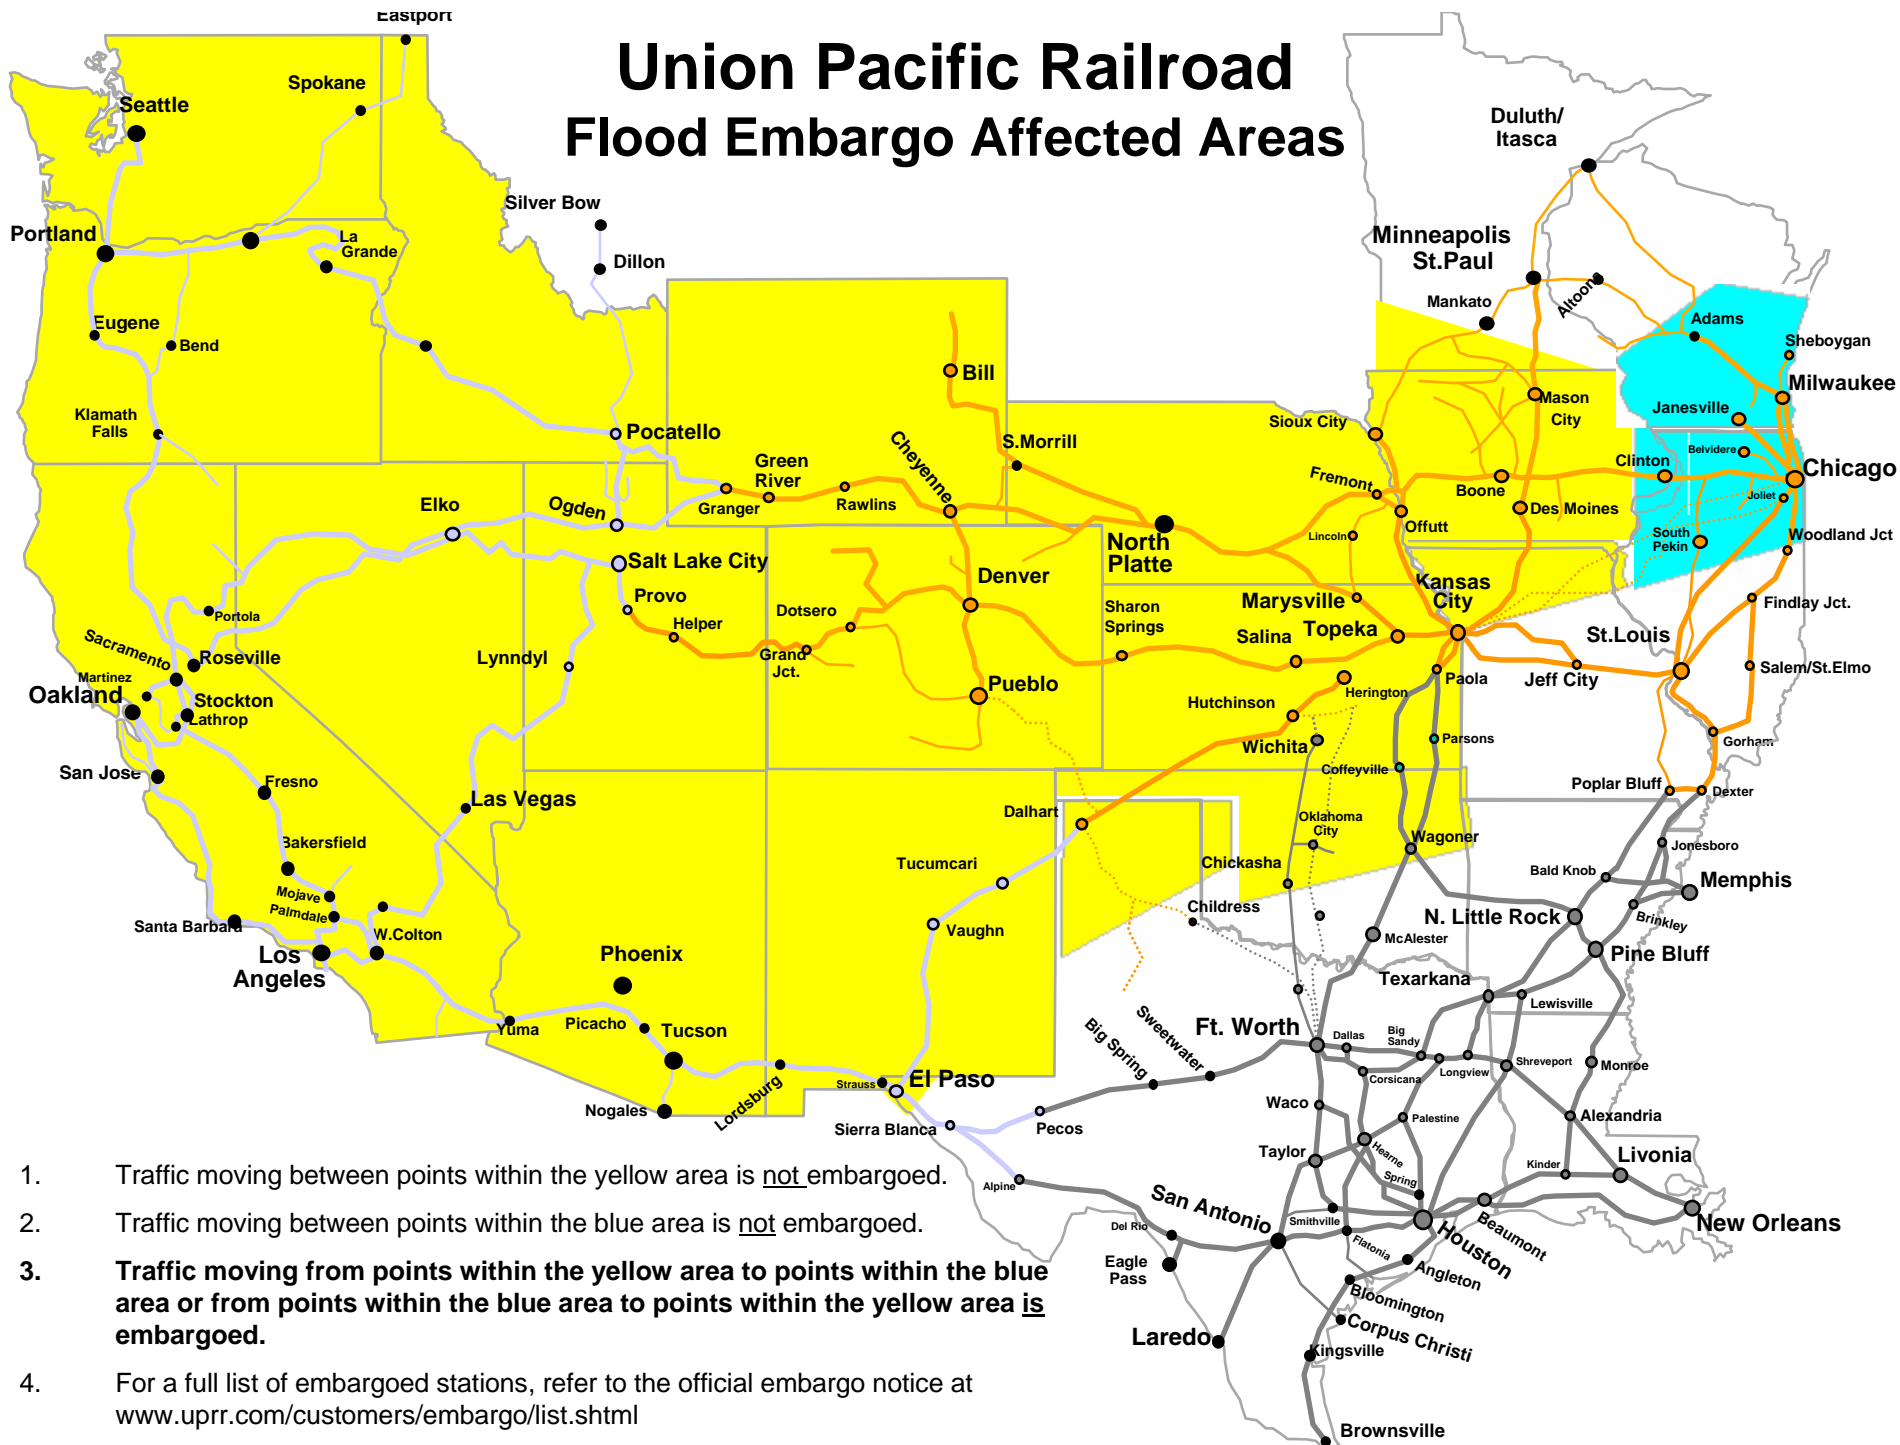 Eastport
Union Pacific Railroad
Flood Embargo Affected Areas
Spokane
Seattle
Duluth/
Itasca
Silver Bow
Portland
La
Grande
Minneapolis
St.Paul
Dillon
Altoona
Mankato
Eugene
Bend
Adams
Sheboygan
Bill
Milwaukee
Mason
City
Janesville
Klamath
Falls
Pocatello
Sioux City
Cheyenne
S.Morrill
Belvidere
Green
River
Clinton
Chicago
Fremont
Boone
Joliet
Elko
Ogden
Granger
Rawlins
Des Moines
Offutt
Lincoln
South
Pekin
Woodland Jct
North
Platte
Salt Lake City
Denver
Kansas
City
Provo
Marysville
Findlay Jct.
Portola
Helper
Dotsero
Sharon
Springs
Salina
Topeka
St.Louis
Sacramento
Roseville
Lynndyl
Grand
Jct.
Salem/St.Elmo
Martinez
Paola
Jeff City
Oakland
Stockton
Pueblo
Herington
Hutchinson
Lathrop
Wichita
Parsons
Gorham
San Jose
Fresno
Coffeyville
Las Vegas
Poplar Bluff
Dexter
Dalhart
Oklahoma
City
Bakersfield
Wagoner
Jonesboro
Tucumcari
Chickasha
Bald Knob
Memphis
Mojave
Palmdale
Childress
Santa Barbara
N. Little Rock
Brinkley
W.Colton
Vaughn
McAlester
Los
Angeles
Phoenix
Pine Bluff
Texarkana
Lewisville
Yuma
Picacho
Tucson
Big Spring
Sweetwater
Ft. Worth
Dallas
Big
Sandy
Shreveport
Monroe
Strauss
El Paso
Corsicana
Longview
Nogales
Lordsburg
Waco
Palestine
Alexandria
Sierra Blanca
Pecos
Taylor
Hearne
Livonia
Kinder
Spring
Alpine
San Antonio
Smithville
Beaumont
New Orleans
Del Rio
Flatonia
Houston
Eagle
Pass
Angleton
Bloomington
Corpus Christi
Laredo
Kingsville
Brownsville
1. Traffic moving between points within the yellow area is not embargoed.
2. Traffic moving between points within the blue area is not embargoed.
3. Traffic moving from points within the yellow area to points within the blue
area or from points within the blue area to points within the yellow area is
embargoed.
4. For a full list of embargoed stations, refer to the official embargo notice at
www.uprr.com/customers/embargo/list.shtml